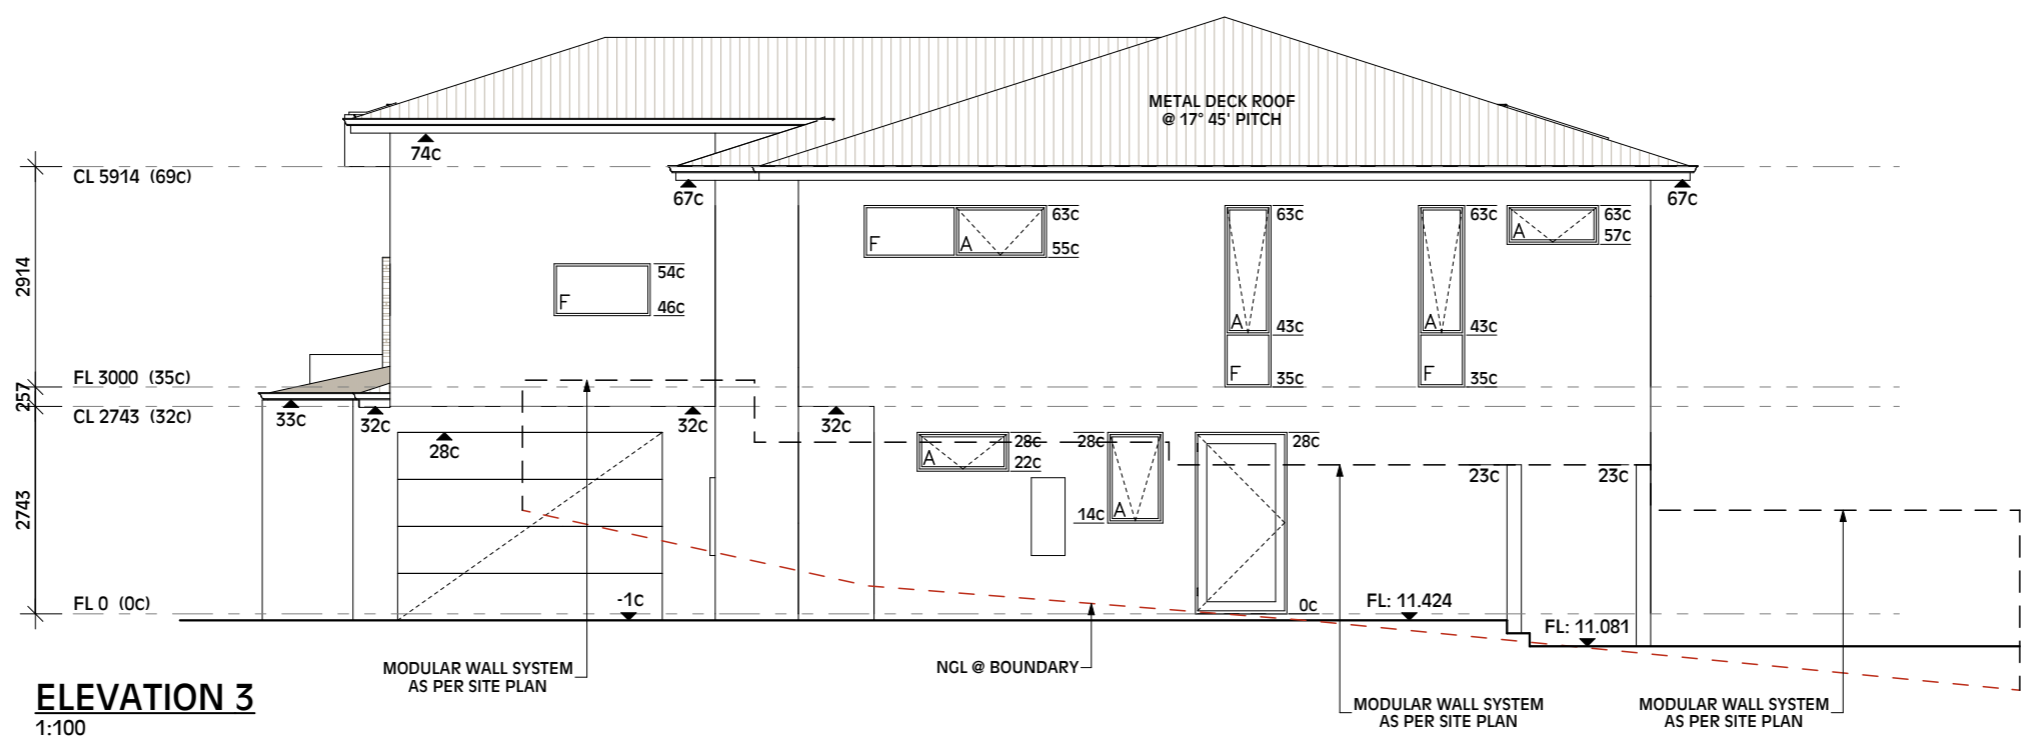 METAL DECK ROOF
@ 17° 45' PITCH
74c
CL 5914 (69c)
67c
67c
63c
63c
63c
63c
F
A
A
57c
55c
2914
54c
F
46c
A
43c
A
43c
F
35c
F
35c
FL 3000 (35c)
257
CL 2743 (32c)
33c
32c
32c
32c
28c
28c
28c
28c
A
22c
23c
23c
2743
14c
A
FL 0 (0c)
-1c
0c
FL: 11.424
FL: 11.081
MODULAR WALL SYSTEM
AS PER SITE PLAN
NGL @ BOUNDARY
MODULAR WALL SYSTEM
AS PER SITE PLAN
MODULAR WALL SYSTEM
AS PER SITE PLAN
ELEVATION 3
1:100